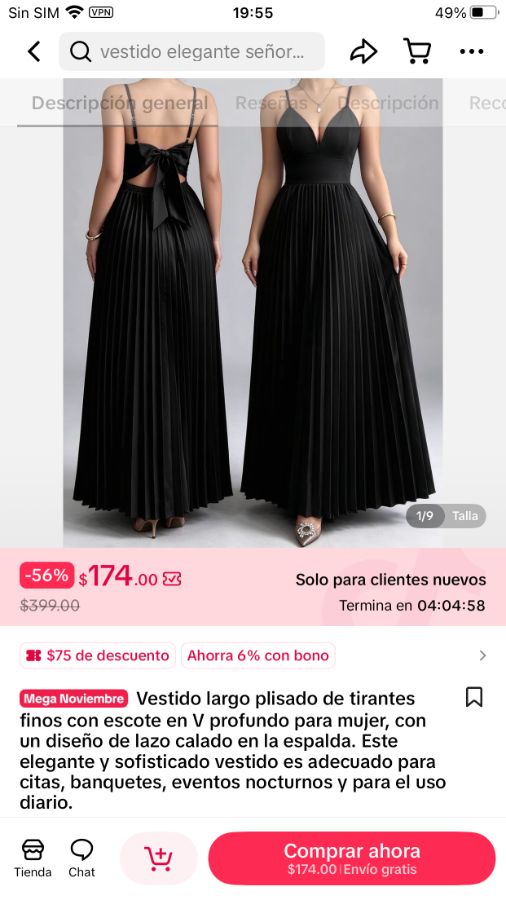 Sin SIM VPN 19:55 49%
vestido elegante señor...
Descripción general Reseñas Descripción Reco
1/9 Talla
-56% $174.00 Solo para clientes nuevos
$399.00 Termina en 04:04:58
$75 de descuento Ahorra 6% con bono
Mega Noviembre Vestido largo plisado de tirantes
finos con escote en V profundo para mujer, con
un diseño de lazo calado en la espalda. Este
elegante y sofisticado vestido es adecuado para
citas, banquetes, eventos nocturnos y para el uso
diario.
Tienda Chat Comprar ahora
$174.00 | Envío gratis